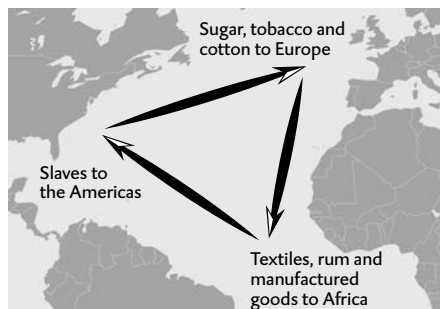 Sugar, tobacco and
cotton to Europe
Slaves to
the Americas
Textiles, rum and
manufactured
goods to Africa